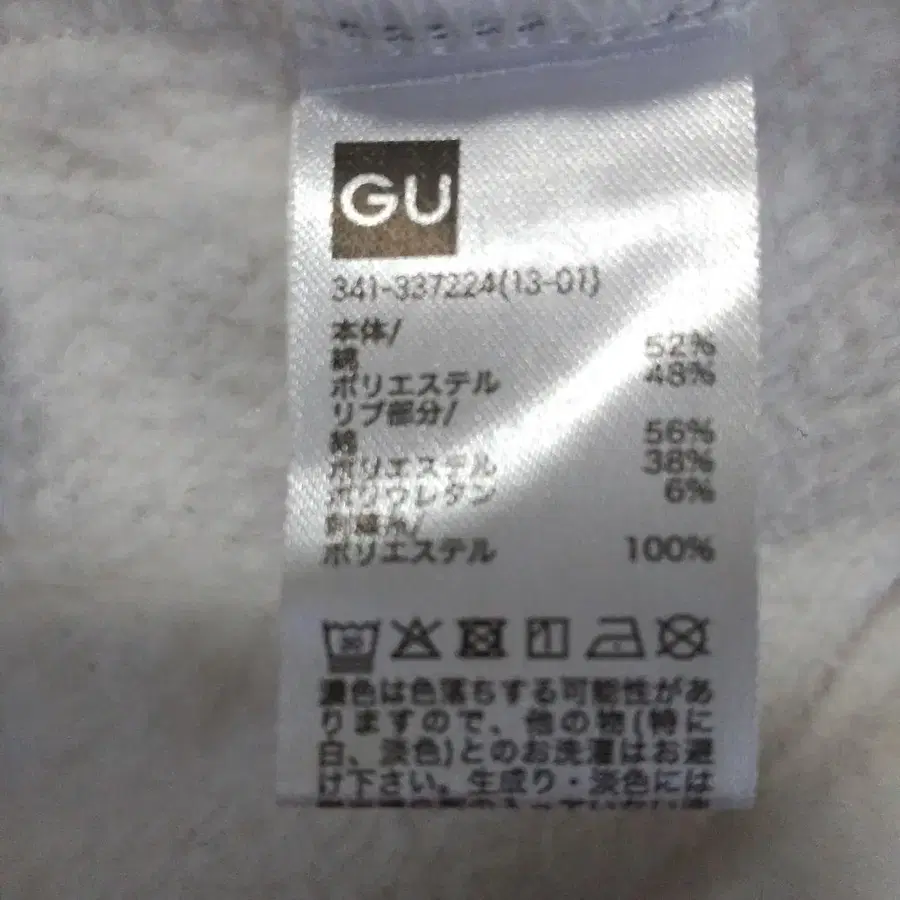 GU
341-337224(13-01)
本体/
綿 52%
ポリエステル 48%
リブ部分/
綿 56%
ポリエステル 38%
ポリウレタン 6%
刺繍糸/
ポリエステル 100%
濃色は色落ちする可能性があ
りますので、他の物(特に
白、淡色)とのお洗濯はお避
け下さい。生成り・淡色には